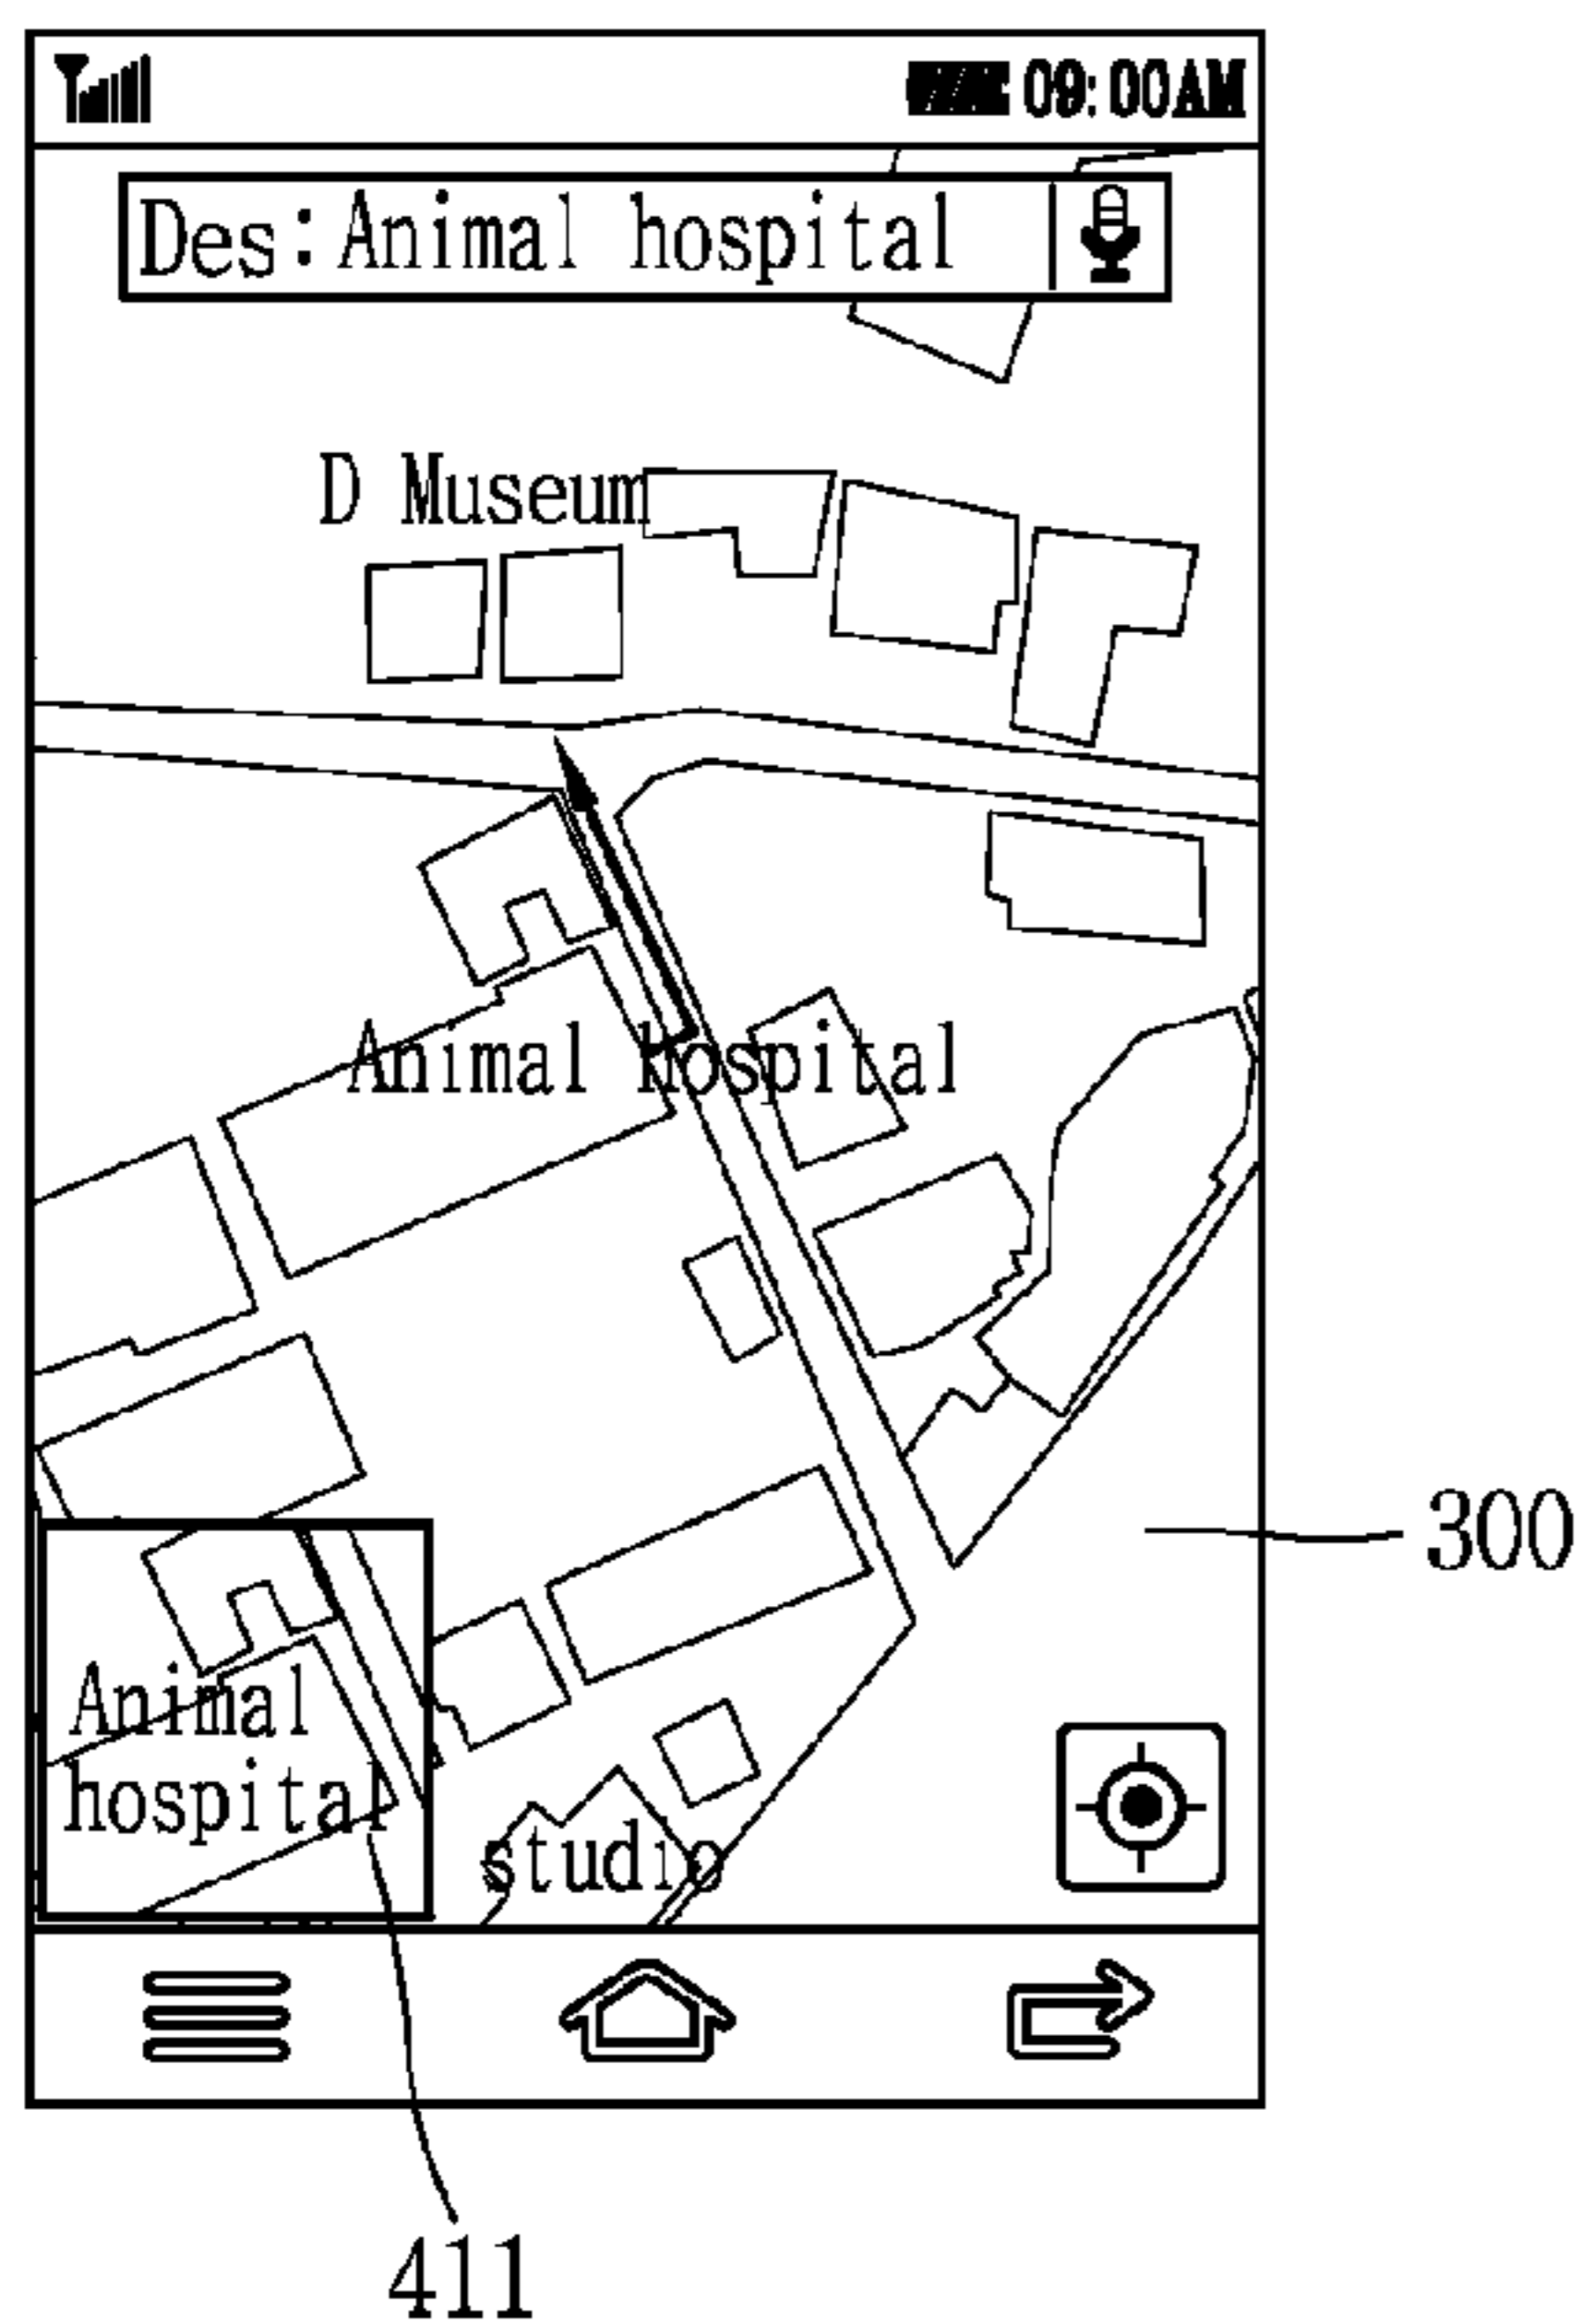 09:00AM
Des:Animal hospital
D Museum
Animal hospital
300
Animal
hospital
studio
411